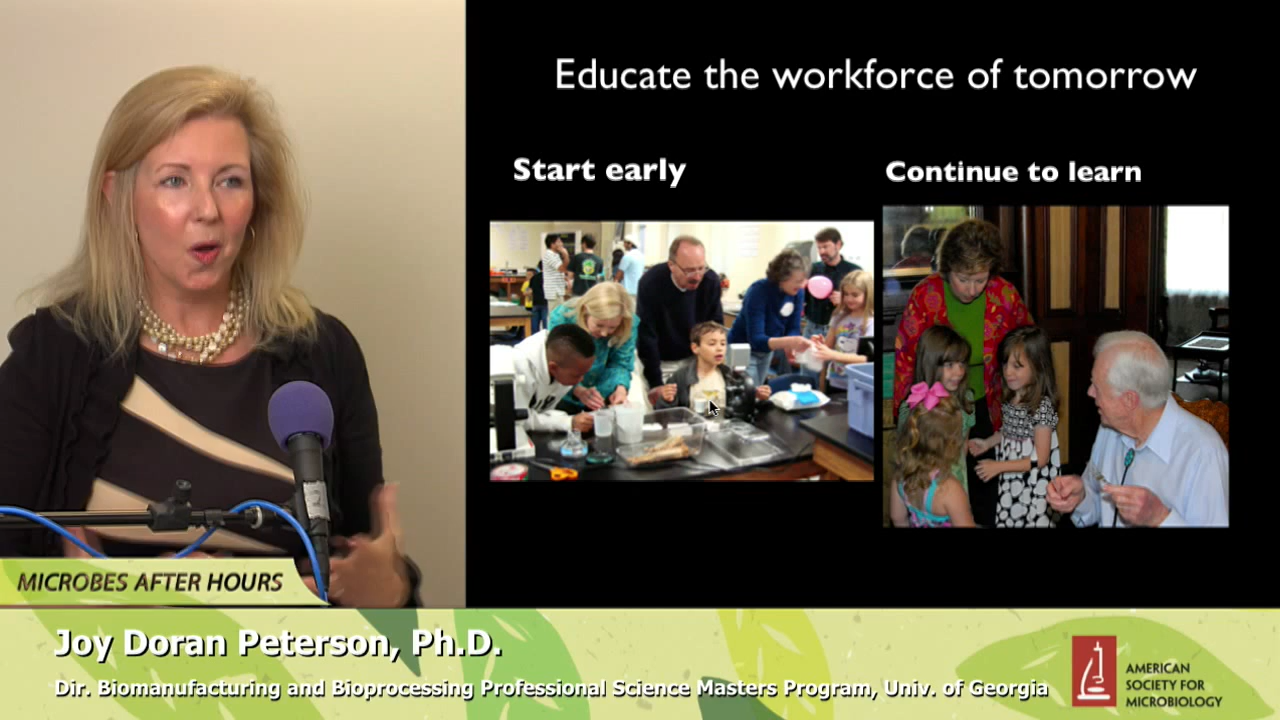 Educate the workforce of tomorrow
Start early
Continue to learn
MICROBES AFTER HOURS
Joy Doran Peterson, Ph.D.
Dir. Biomanufacturing and Bioprocessing Professional Science Masters Program, Univ. of Georgia
AMERICAN
SOCIETY FOR
MICROBIOLOGY